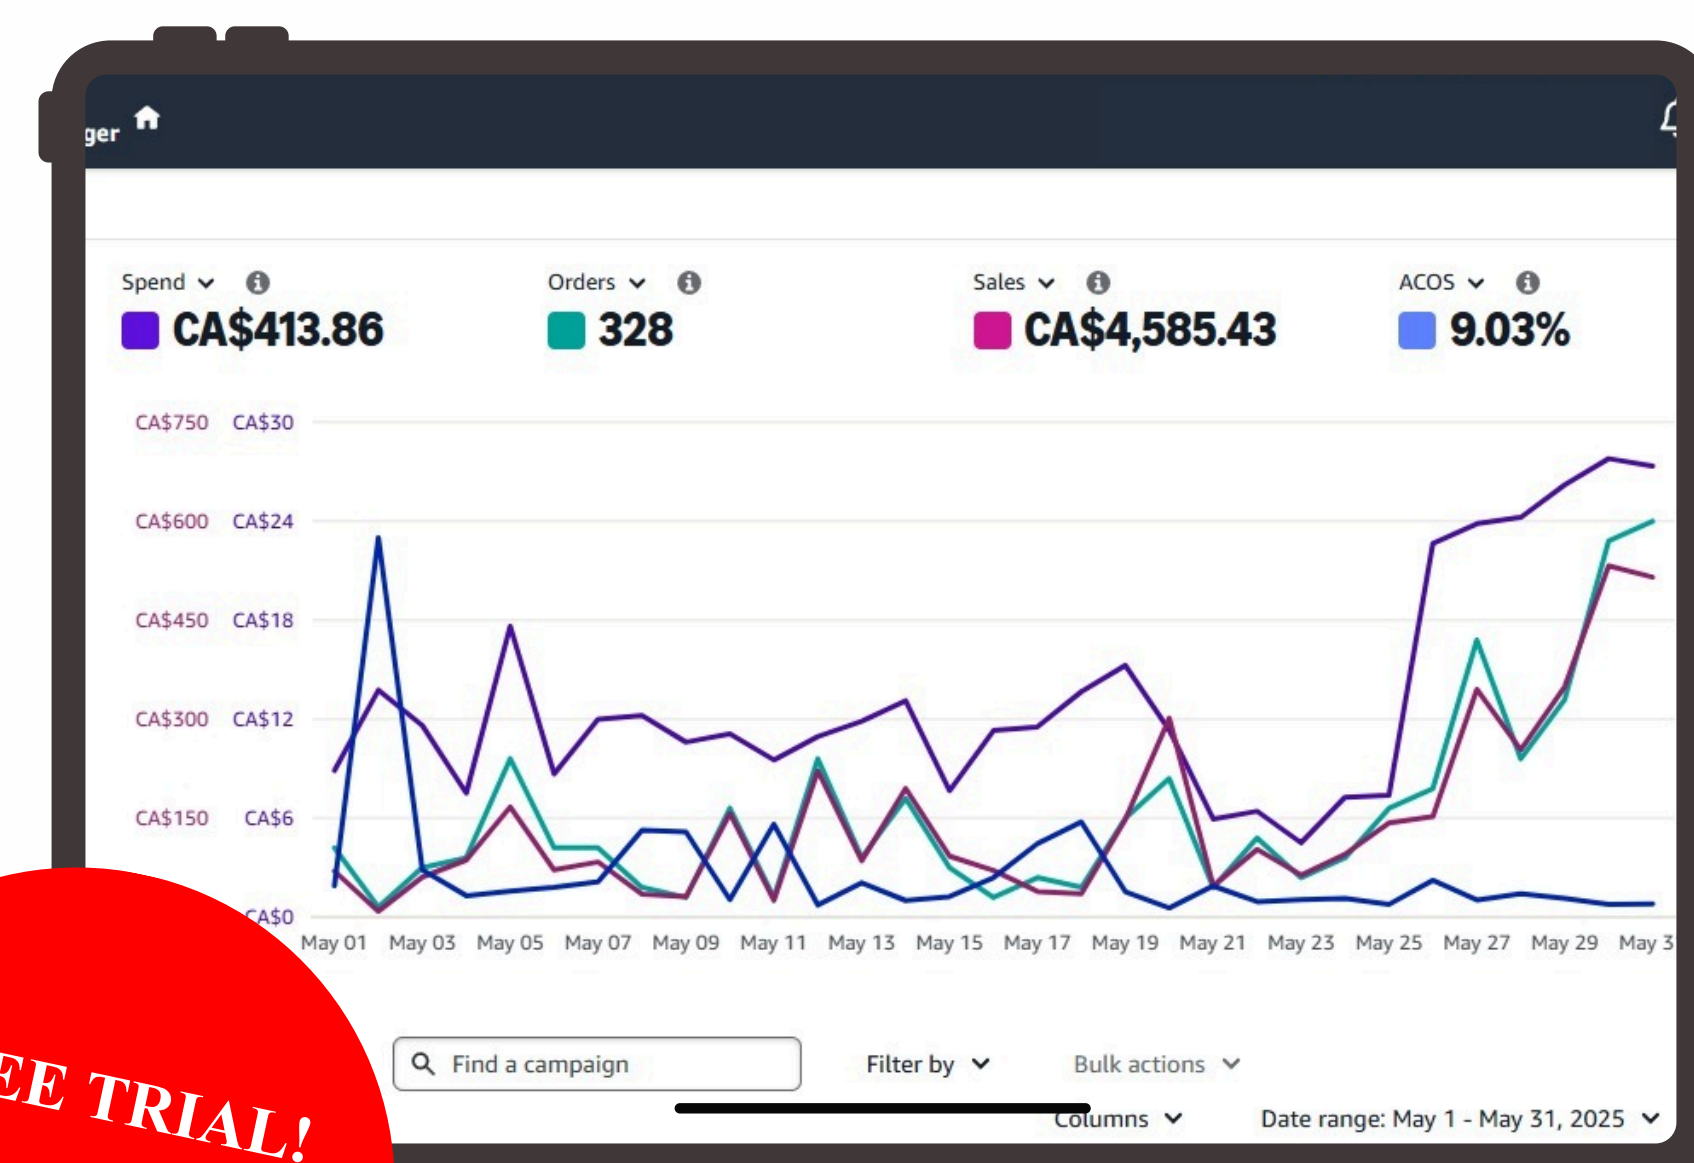 ger
Spend Orders Sales ACOS
CA$413.86 328 CA$4,585.43 9.03%
CA$750 CA$30
CA$600 CA$24
CA$450 CA$18
CA$300 CA$12
CA$150 CA$6
CA$0
May 01 May 03 May 05 May 07 May 09 May 11 May 13 May 15 May 17 May 19 May 21 May 23 May 25 May 27 May 29 May 3
Find a campaign Filter by Bulk actions
Columns Date range: May 1 - May 31, 2025
EE TRIAL!